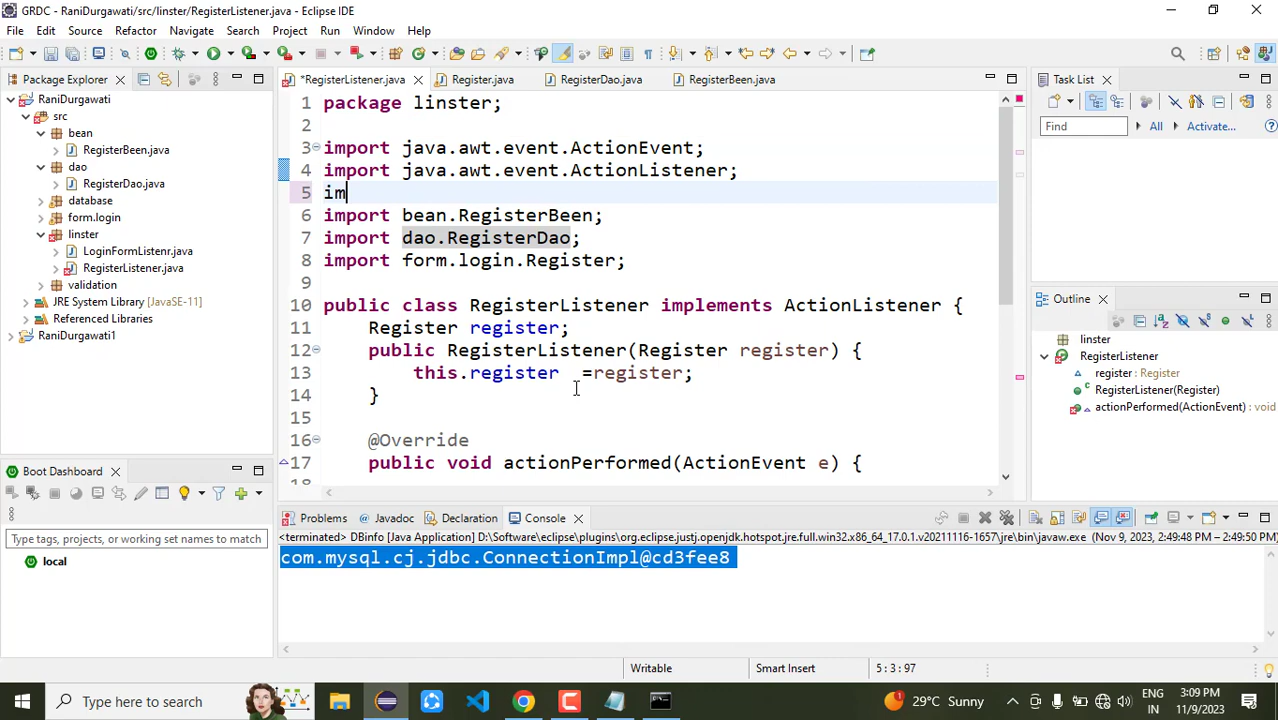 GRDC - RaniDurgawati/src/linster/RegisterListener.java - Eclipse IDE
File Edit Source Refactor Navigate Search Project Run Window Help
Package Explorer
RaniDurgawati
src
bean
RegisterBeen.java
dao
RegisterDao.java
database
form.login
linster
LoginFormListenr.java
RegisterListener.java
validation
JRE System Library [JavaSE-11]
Referenced Libraries
RaniDurgawati1
Boot Dashboard
Type tags, projects, or working set names to match
local
*RegisterListener.java Register.java RegisterDao.java RegisterBeen.java
1 package linster;
2
3 import java.awt.event.ActionEvent;
4 import java.awt.event.ActionListener;
5 im
6 import bean.RegisterBeen;
7 import dao.RegisterDao;
8 import form.login.Register;
9
10 public class RegisterListener implements ActionListener {
11 Register register;
12 public RegisterListener(Register register) {
13 this.register =register;
14 }
15
16 @Override
17 public void actionPerformed(ActionEvent e) {
18
Problems Javadoc Declaration Console
<terminated> DBinfo [Java Application] D:\Software\eclipse\plugins\org.eclipse.justj.openjdk.hotspot.jre.full.win32.x86_64_17.0.1.v20211116-1657\jre\bin\javaw.exe (Nov 9, 2023, 2:49:48 PM – 2:49:50 PM)
com.mysql.cj.jdbc.ConnectionImpl@cd3fee8
Task List
Find All Activate...
Outline
linster
RegisterListener
register : Register
RegisterListener(Register)
actionPerformed(ActionEvent) : void
Writable Smart Insert 5 : 3 : 97
Type here to search
29°C Sunny
ENG
IN
3:09 PM
11/9/2023